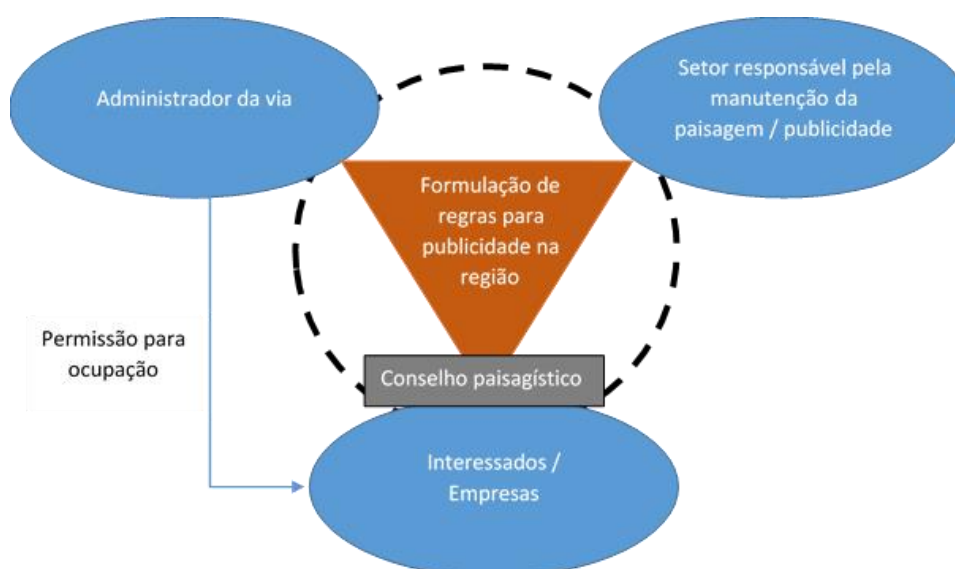 Administrador da via
Setor responsável pela
manutenção da
paisagem / publicidade
Formulação de
regras para
publicidade na
região
Permissão para
ocupação
Conselho paisagístico
Interessados /
Empresas